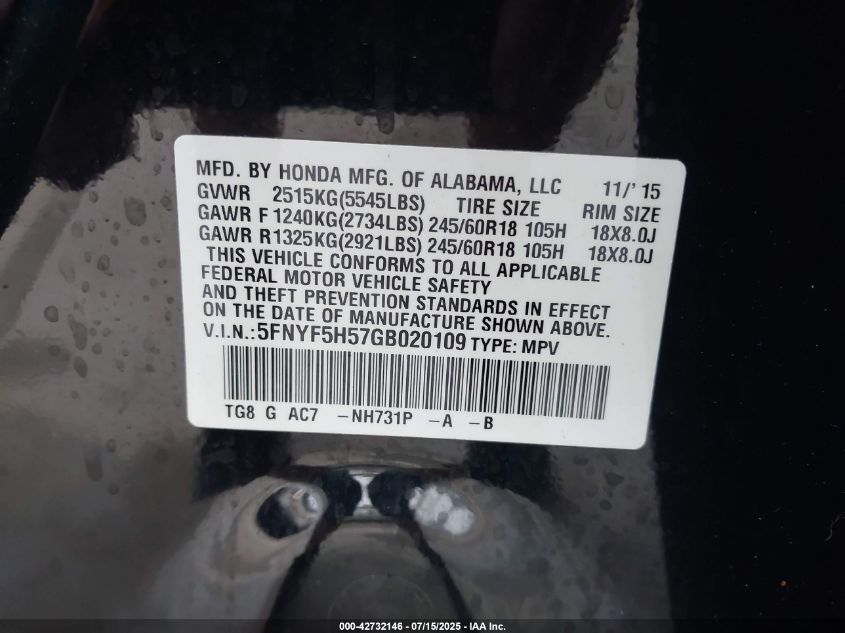 MFD. BY HONDA MFG. OF ALABAMA, LLC 11/' 15
GVWR 2515KG(5545LBS) TIRE SIZE RIM SIZE
GAWR F 1240KG(2734LBS) 245/60R18 105H 18X8.0J
GAWR R1325KG(2921LBS) 245/60R18 105H 18X8.0J
THIS VEHICLE CONFORMS TO ALL APPLICABLE
FEDERAL MOTOR VEHICLE SAFETY
AND THEFT PREVENTION STANDARDS IN EFFECT
ON THE DATE OF MANUFACTURE SHOWN ABOVE.
V.I.N.:5FNYF5H57GB020109 TYPE: MPV
TG8 G AC7 -NH731P -A -B
000-42732146 - 07/15/2025 - IAA Inc.